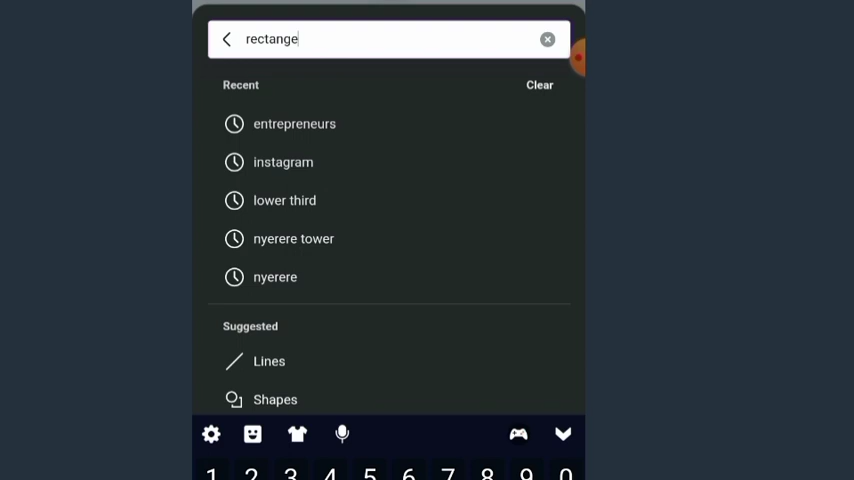 rectange
Recent Clear
entrepreneurs
instagram
lower third
nyerere tower
nyerere
Suggested
Lines
Shapes
1 2 3 4 5 6 7 8 9 0